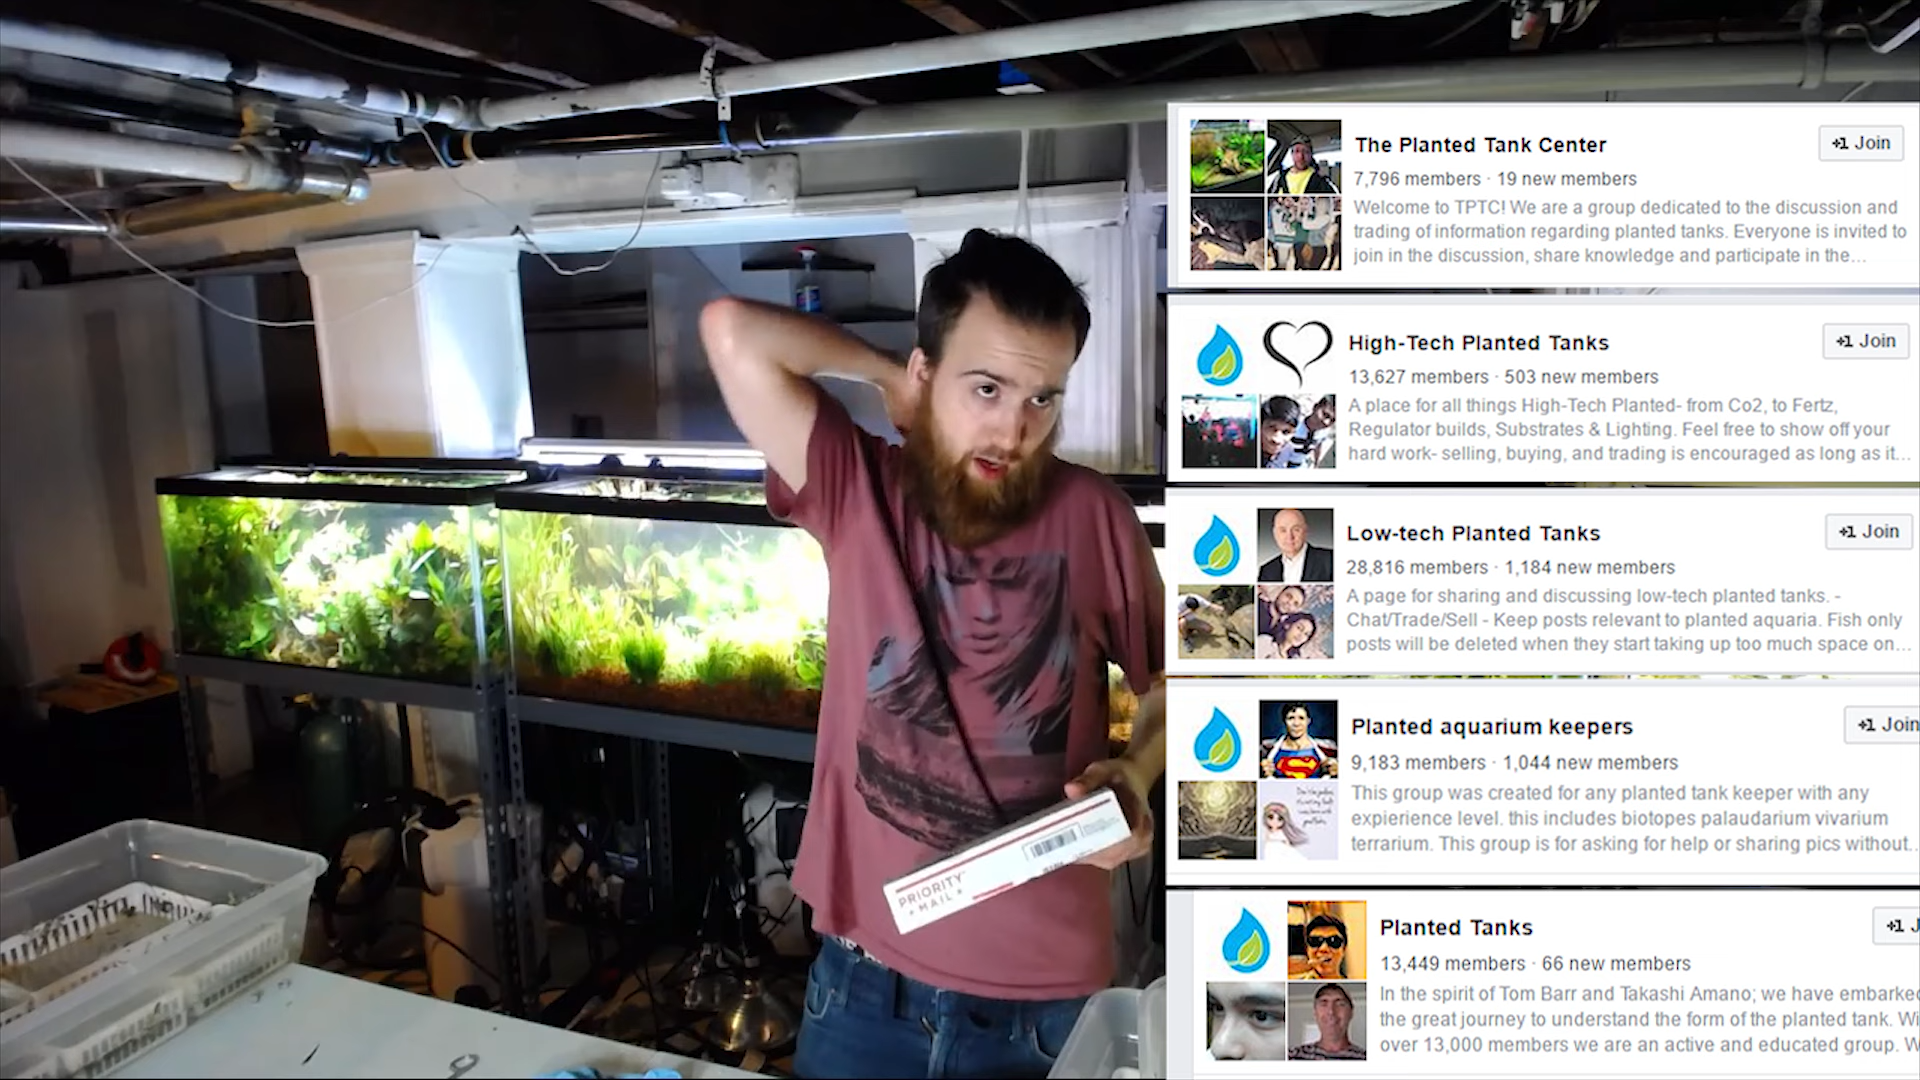 The Planted Tank Center
+1 Join
7,796 members · 19 new members
Welcome to TPTC! We are a group dedicated to the discussion and
trading of information regarding planted tanks. Everyone is invited to
join in the discussion, share knowledge and participate in the...
High-Tech Planted Tanks
+1 Join
13,627 members · 503 new members
A place for all things High-Tech Planted- from Co2, to Fertz,
Regulator builds, Substrates & Lighting. Feel free to show off your
hard work- selling, buying, and trading is encouraged as long as it...
Low-tech Planted Tanks
+1 Join
28,816 members · 1,184 new members
A page for sharing and discussing low-tech planted tanks. -
Chat/Trade/Sell - Keep posts relevant to planted aquaria. Fish only
posts will be deleted when they start taking up too much space on...
Planted aquarium keepers
+1 Join
9,183 members · 1,044 new members
This group was created for any planted tank keeper with any
expierience level. this includes biotopes palaudarium vivarium
terrarium. This group is for asking for help or sharing pics without..
Planted Tanks
+1 J
13,449 members · 66 new members
In the spirit of Tom Barr and Takashi Amano; we have embarked
the great journey to understand the form of the planted tank. Wi
over 13,000 members we are an active and educated group. W
PRIORITY
★ MAIL ★